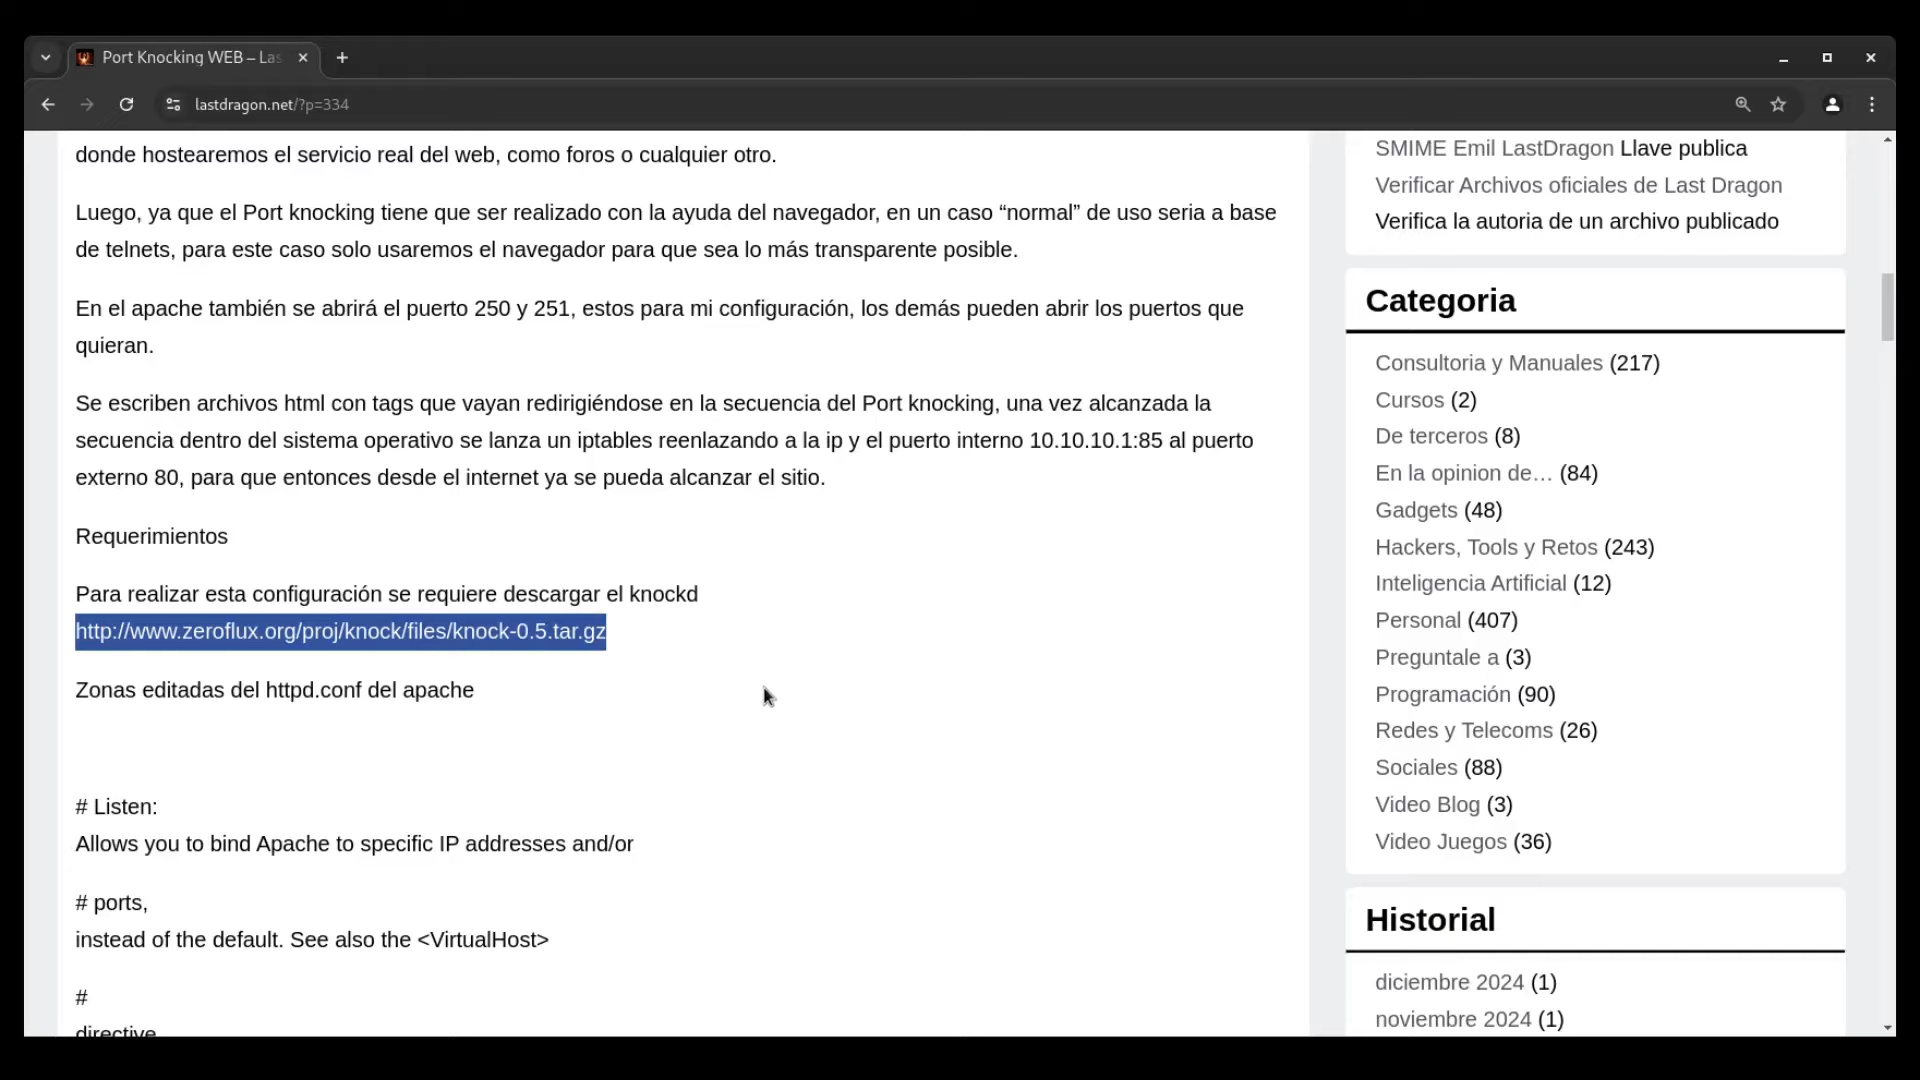 Port Knocking WEB – Las
lastdragon.net/?p=334
donde hostearemos el servicio real del web, como foros o cualquier otro.
Luego, ya que el Port knocking tiene que ser realizado con la ayuda del navegador, en un caso “normal” de uso seria a base
de telnets, para este caso solo usaremos el navegador para que sea lo más transparente posible.
En el apache también se abrirá el puerto 250 y 251, estos para mi configuración, los demás pueden abrir los puertos que
quieran.
Se escriben archivos html con tags que vayan redirigiéndose en la secuencia del Port knocking, una vez alcanzada la
secuencia dentro del sistema operativo se lanza un iptables reenlazando a la ip y el puerto interno 10.10.10.1:85 al puerto
externo 80, para que entonces desde el internet ya se pueda alcanzar el sitio.
Requerimientos
Para realizar esta configuración se requiere descargar el knockd
http://www.zeroflux.org/proj/knock/files/knock-0.5.tar.gz
Zonas editadas del httpd.conf del apache
# Listen:
Allows you to bind Apache to specific IP addresses and/or
# ports,
instead of the default. See also the <VirtualHost>
#
directive
SMIME Emil LastDragon Llave publica
Verificar Archivos oficiales de Last Dragon
Verifica la autoria de un archivo publicado
Categoria
Consultoria y Manuales (217)
Cursos (2)
De terceros (8)
En la opinion de… (84)
Gadgets (48)
Hackers, Tools y Retos (243)
Inteligencia Artificial (12)
Personal (407)
Preguntale a (3)
Programación (90)
Redes y Telecoms (26)
Sociales (88)
Video Blog (3)
Video Juegos (36)
Historial
diciembre 2024 (1)
noviembre 2024 (1)